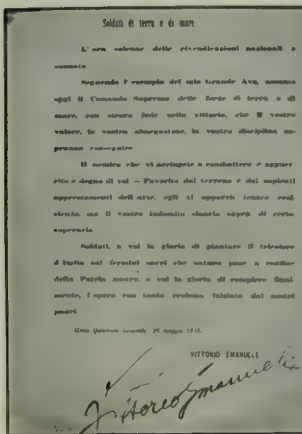 Soldati di terra e di mare
L'ora solenne delle rivendicazioni nazionali e
suonata
Seguendo l'esempio del mio Grande Avo, assumo
oggi il Comando Supremo delle forze di terra e di
mare, con sicura fede nella vittoria, che il vostro
valore, la vostra abnegazione, la vostra disciplina sa-
pranno conseguire
Il nemico che vi accingete a combattere è agguer-
rito e degno di voi — Favorito dal terreno e dai sapienti
apprestamenti dell'arte, egli vi opporrà tenace resi-
stenza, ma il vostro indomito slancio saprà di certo
superarla
Soldati, a voi la gloria di piantare il tricolore
d'Italia sui termini sacri che natura pose a confine
della Patria nostra, a voi la gloria di compiere final-
mente, l'opera con tanto eroismo iniziata dai nostri
padri
Gran Quartiere Generale maggio
VITTORIO EMANUELE
Vittorio Emanuele